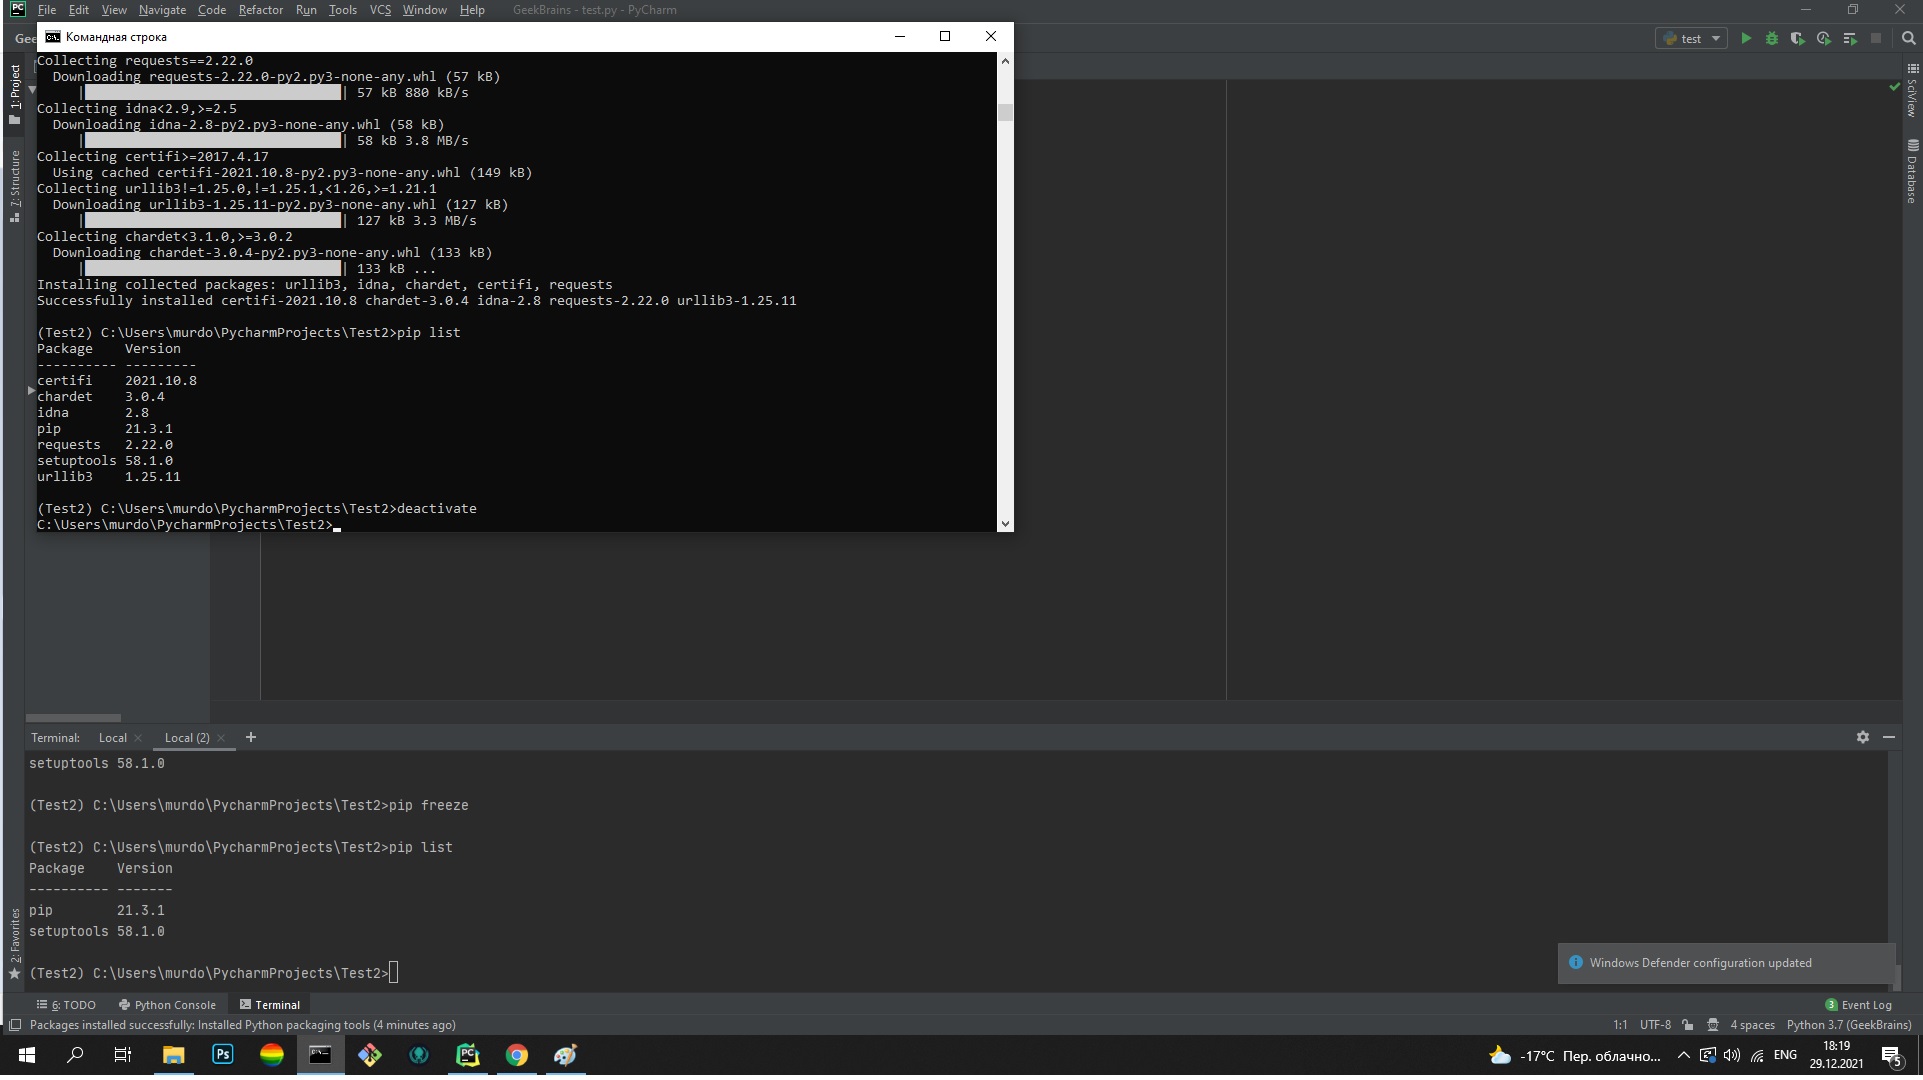 File Edit View Navigate Code Refactor Run Tools VCS Window Help GeekBrains - test.py - PyCharm
Gee
test
Командная строка
Collecting requests==2.22.0
Downloading requests-2.22.0-py2.py3-none-any.whl (57 kB)
|████████████████████████████████| 57 kB 880 kB/s
Collecting idna<2.9,>=2.5
Downloading idna-2.8-py2.py3-none-any.whl (58 kB)
|████████████████████████████████| 58 kB 3.8 MB/s
Collecting certifi>=2017.4.17
Using cached certifi-2021.10.8-py2.py3-none-any.whl (149 kB)
Collecting urllib3!=1.25.0,!=1.25.1,<1.26,>=1.21.1
Downloading urllib3-1.25.11-py2.py3-none-any.whl (127 kB)
|████████████████████████████████| 127 kB 3.3 MB/s
Collecting chardet<3.1.0,>=3.0.2
Downloading chardet-3.0.4-py2.py3-none-any.whl (133 kB)
|████████████████████████████████| 133 kB ...
Installing collected packages: urllib3, idna, chardet, certifi, requests
Successfully installed certifi-2021.10.8 chardet-3.0.4 idna-2.8 requests-2.22.0 urllib3-1.25.11
(Test2) C:\Users\murdo\PycharmProjects\Test2>pip list
Package Version
---------- ---------
certifi 2021.10.8
chardet 3.0.4
idna 2.8
pip 21.3.1
requests 2.22.0
setuptools 58.1.0
urllib3 1.25.11
(Test2) C:\Users\murdo\PycharmProjects\Test2>deactivate
C:\Users\murdo\PycharmProjects\Test2>
1: Project
7: Structure
2: Favorites
SciView
Database
Terminal: Local Local (2) +
setuptools 58.1.0
(Test2) C:\Users\murdo\PycharmProjects\Test2>pip freeze
(Test2) C:\Users\murdo\PycharmProjects\Test2>pip list
Package Version
---------- -------
pip 21.3.1
setuptools 58.1.0
(Test2) C:\Users\murdo\PycharmProjects\Test2>
Windows Defender configuration updated
6: TODO Python Console Terminal 3 Event Log
Packages installed successfully: Installed Python packaging tools (4 minutes ago) 1:1 UTF-8 4 spaces Python 3.7 (GeekBrains)
Ps PC -17°C Пер. облачно... ENG 18:19
29.12.2021 5